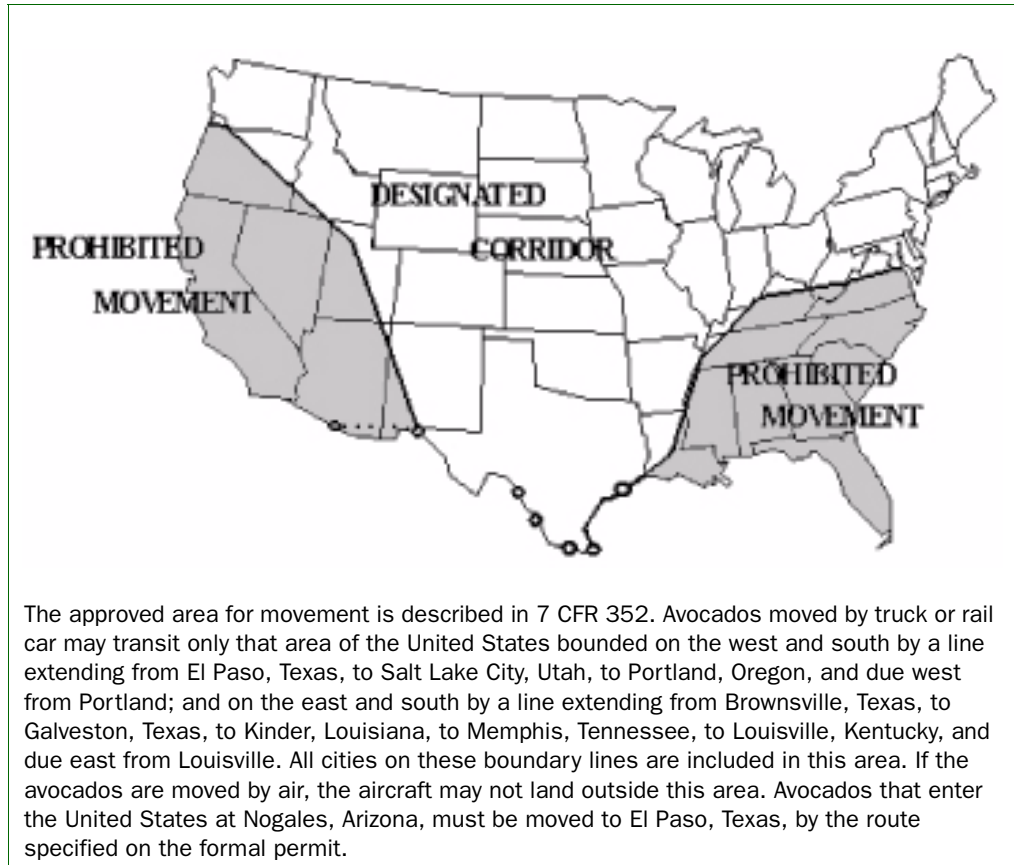 DESIGNATED
CORRIDOR
PROHIBITED
MOVEMENT
PROHIBITED
MOVEMENT
The approved area for movement is described in 7 CFR 352. Avocados moved by truck or rail
car may transit only that area of the United States bounded on the west and south by a line
extending from El Paso, Texas, to Salt Lake City, Utah, to Portland, Oregon, and due west
from Portland; and on the east and south by a line extending from Brownsville, Texas, to
Galveston, Texas, to Kinder, Louisiana, to Memphis, Tennessee, to Louisville, Kentucky, and
due east from Louisville. All cities on these boundary lines are included in this area. If the
avocados are moved by air, the aircraft may not land outside this area. Avocados that enter
the United States at Nogales, Arizona, must be moved to El Paso, Texas, by the route
specified on the formal permit.